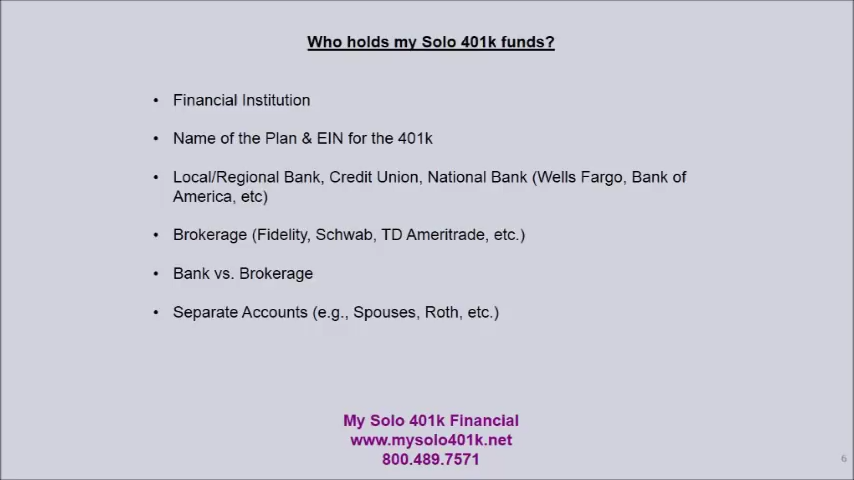 Who holds my Solo 401k funds?
• Financial Institution
• Name of the Plan & EIN for the 401k
• Local/Regional Bank, Credit Union, National Bank (Wells Fargo, Bank of
America, etc)
• Brokerage (Fidelity, Schwab, TD Ameritrade, etc.)
• Bank vs. Brokerage
• Separate Accounts (e.g., Spouses, Roth, etc.)
My Solo 401k Financial
www.mysolo401k.net
800.489.7571
6